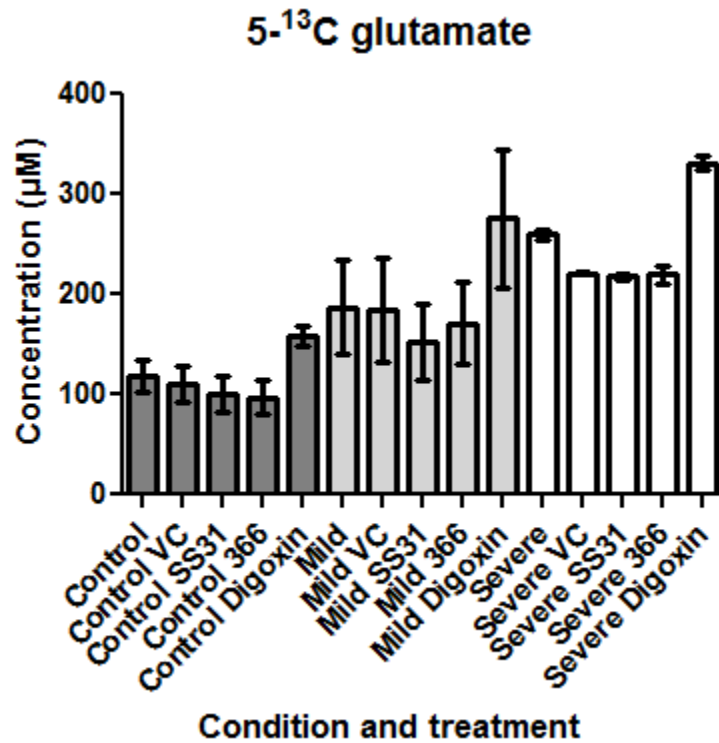 5-¹³C glutamate
400
300
200
100
0
Concentration (µM)
Control
Control VC
Control SS31
Control 366
Control Digoxin
Mild
Mild VC
Mild SS31
Mild 366
Mild Digoxin
Severe
Severe VC
Severe SS31
Severe 366
Severe Digoxin
Condition and treatment